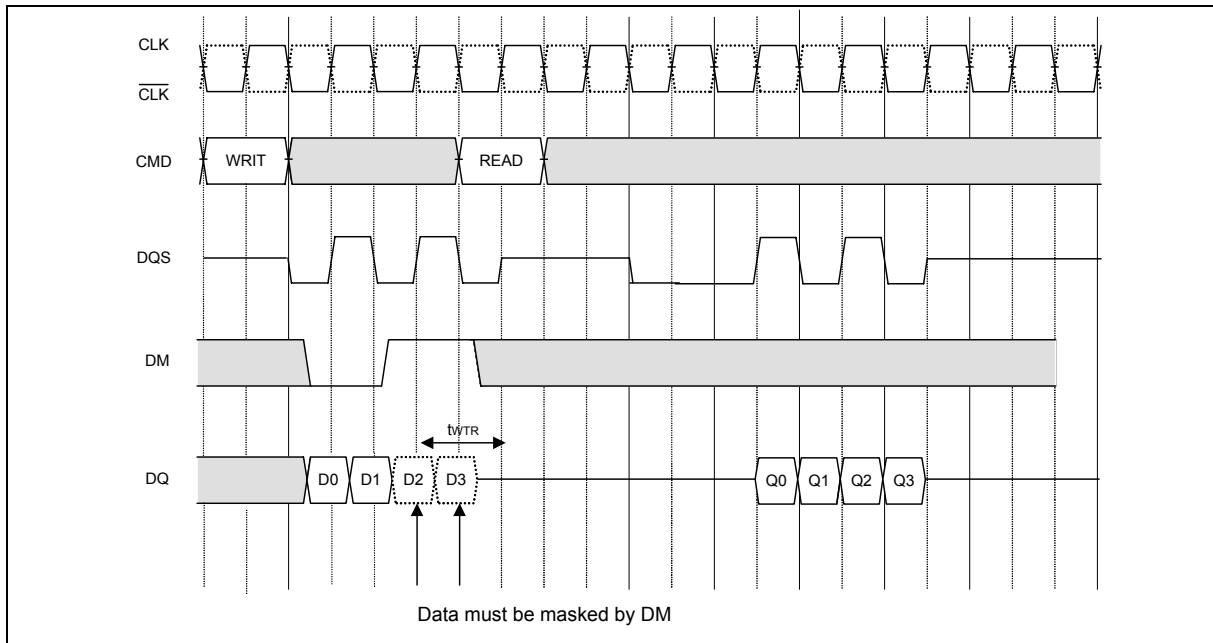 CLK
CLK
CMD WRIT READ
DQS
DM
tWTR
DQ D0 D1 D2 D3 Q0 Q1 Q2 Q3
Data must be masked by DM